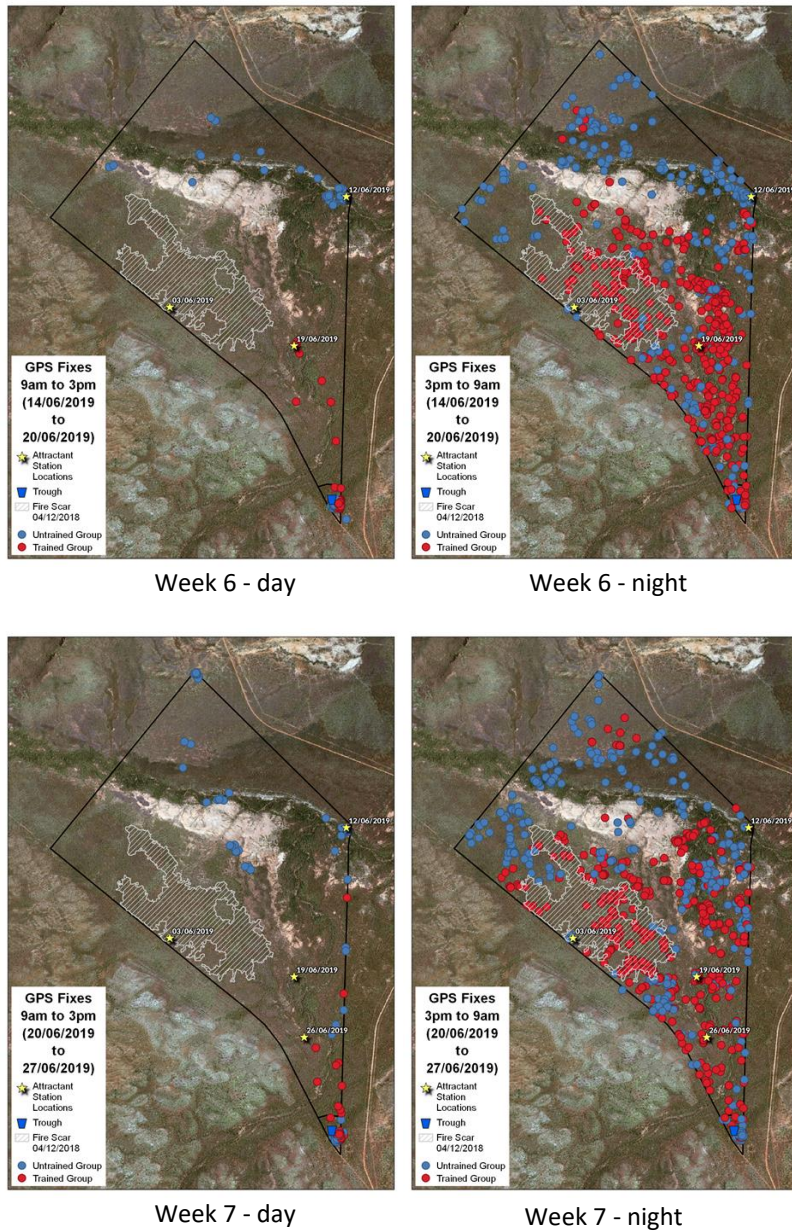 12/06/2019
03/06/2019
19/06/2019
GPS Fixes
9am to 3pm
(14/06/2019
to
20/06/2019)
Attractant
Station
Locations
Trough
Fire Scar
04/12/2018
Untrained Group
Trained Group
Week 6 - day
12/06/2019
03/06/2019
19/06/2019
GPS Fixes
3pm to 9am
(14/06/2019
to
20/06/2019)
Attractant
Station
Locations
Trough
Fire Scar
04/12/2018
Untrained Group
Trained Group
Week 6 - night
12/06/2019
03/06/2019
19/06/2019
26/06/2019
GPS Fixes
9am to 3pm
(20/06/2019
to
27/06/2019)
Attractant
Station
Locations
Trough
Fire Scar
04/12/2018
Untrained Group
Trained Group
Week 7 - day
12/06/2019
03/06/2019
19/06/2019
26/06/2019
GPS Fixes
3pm to 9am
(20/06/2019
to
27/06/2019)
Attractant
Station
Locations
Trough
Fire Scar
04/12/2018
Untrained Group
Trained Group
Week 7 - night